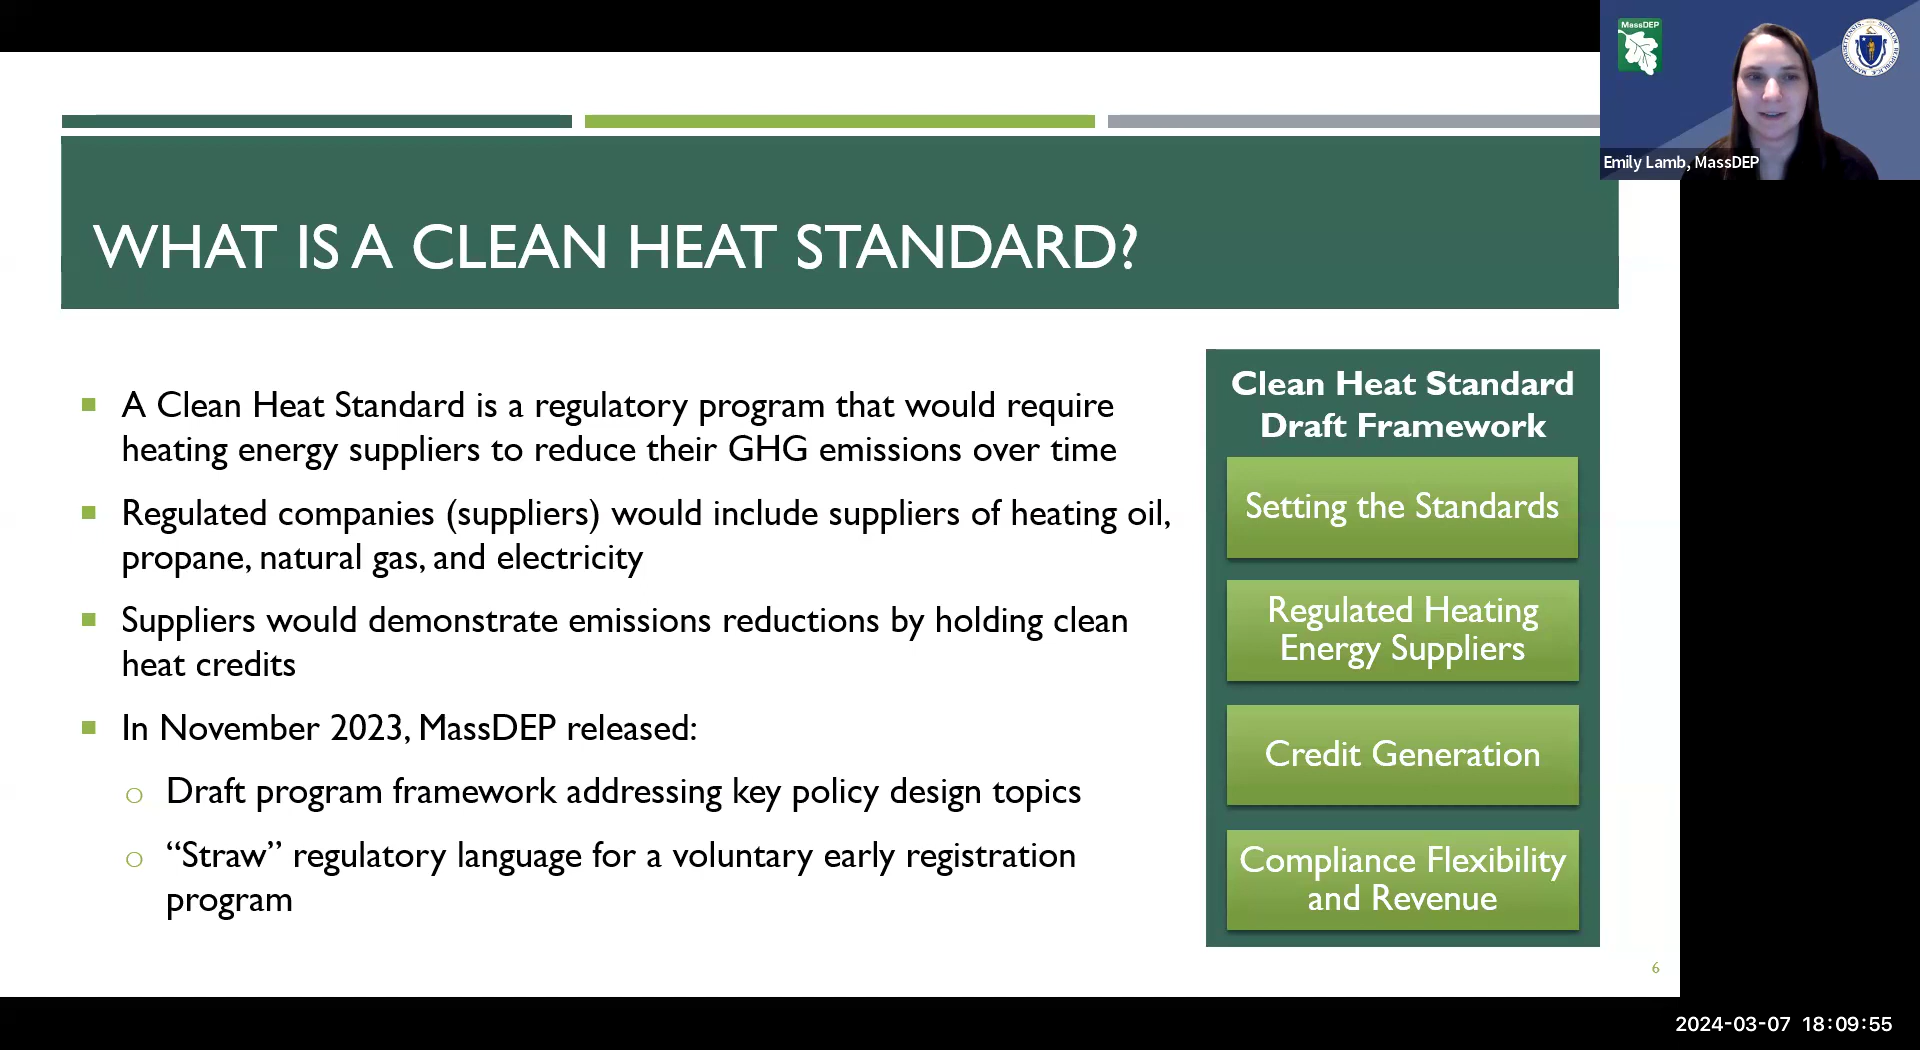 MassDEP
Emily Lamb, MassDEP
WHAT IS A CLEAN HEAT STANDARD?
■ A Clean Heat Standard is a regulatory program that would require
heating energy suppliers to reduce their GHG emissions over time
■ Regulated companies (suppliers) would include suppliers of heating oil,
propane, natural gas, and electricity
■ Suppliers would demonstrate emissions reductions by holding clean
heat credits
■ In November 2023, MassDEP released:
o Draft program framework addressing key policy design topics
o “Straw” regulatory language for a voluntary early registration
program
Clean Heat Standard
Draft Framework
Setting the Standards
Regulated Heating
Energy Suppliers
Credit Generation
Compliance Flexibility
and Revenue
6
2024-03-07 18:09:55